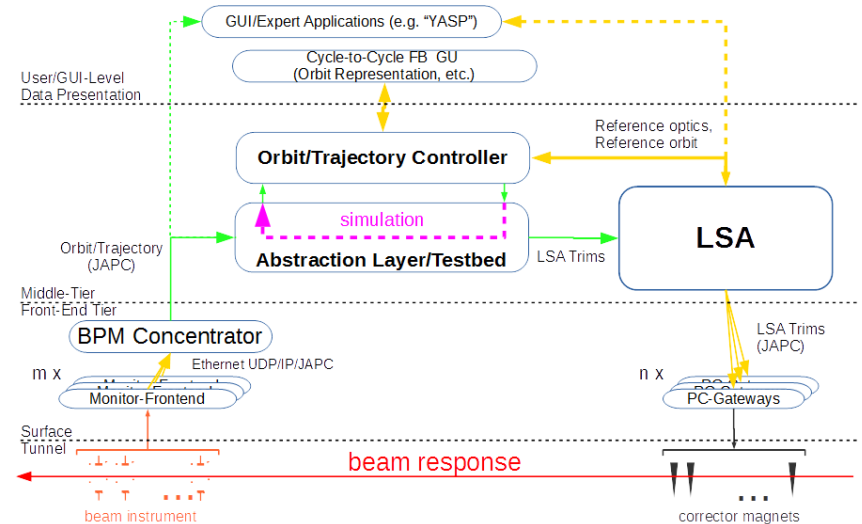 GUI/Expert Applications (e.g. “YASP”)
Cycle-to-Cycle FB GU
(Orbit Representation, etc.)
User/GUI-Level
Data Presentation
Reference optics,
Reference orbit
Orbit/Trajectory Controller
simulation
LSA
Orbit/Trajectory
(JAPC)
Abstraction Layer/Testbed
LSA Trims
Middle-Tier
Front-End Tier
BPM Concentrator
LSA Trims
(JAPC)
Ethernet UDP/IP/JAPC
m x
n x
Monitor-Frontend
PC-Gateways
Surface
Tunnel
beam response
...
...
beam instrument
corrector magnets